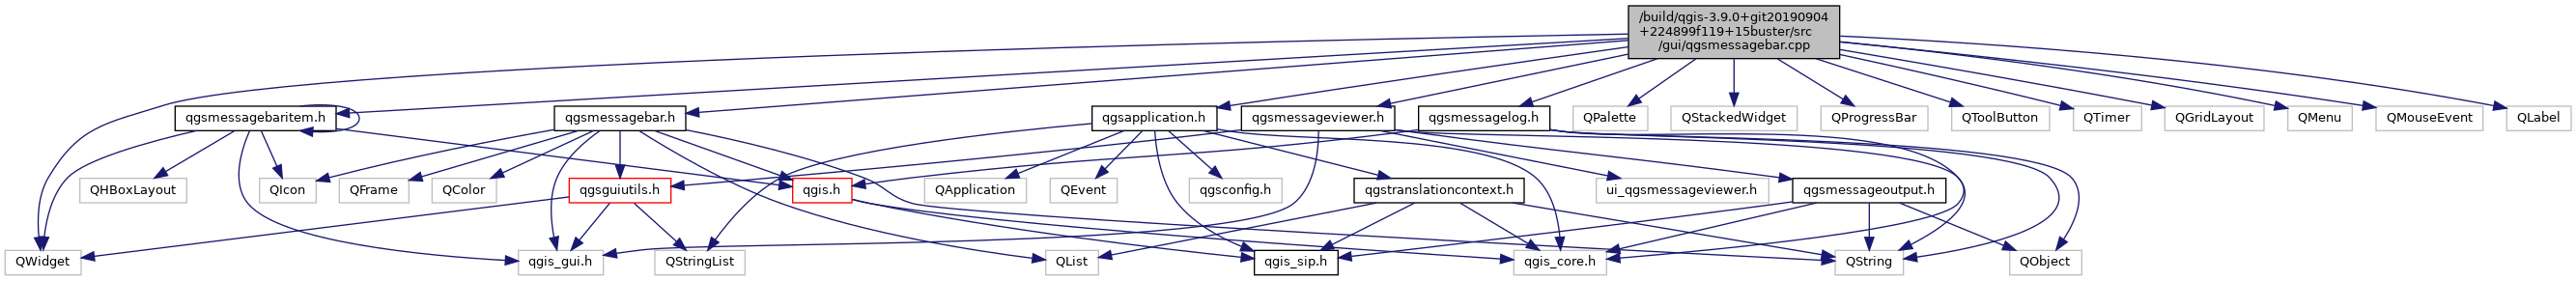 /build/qgis-3.9.0+git20190904
+224899f119+15buster/src
/gui/qgsmessagebar.cpp
qgsmessagebaritem.h
qgsmessagebar.h
qgsapplication.h
qgsmessageviewer.h
qgsmessagelog.h
QPalette
QStackedWidget
QProgressBar
QToolButton
QTimer
QGridLayout
QMenu
QMouseEvent
QLabel
QHBoxLayout
QIcon
QFrame
QColor
qgsguiutils.h
qgis.h
QApplication
QEvent
qgsconfig.h
qgstranslationcontext.h
ui_qgsmessageviewer.h
qgsmessageoutput.h
QWidget
qgis_gui.h
QStringList
QList
qgis_sip.h
qgis_core.h
QString
QObject